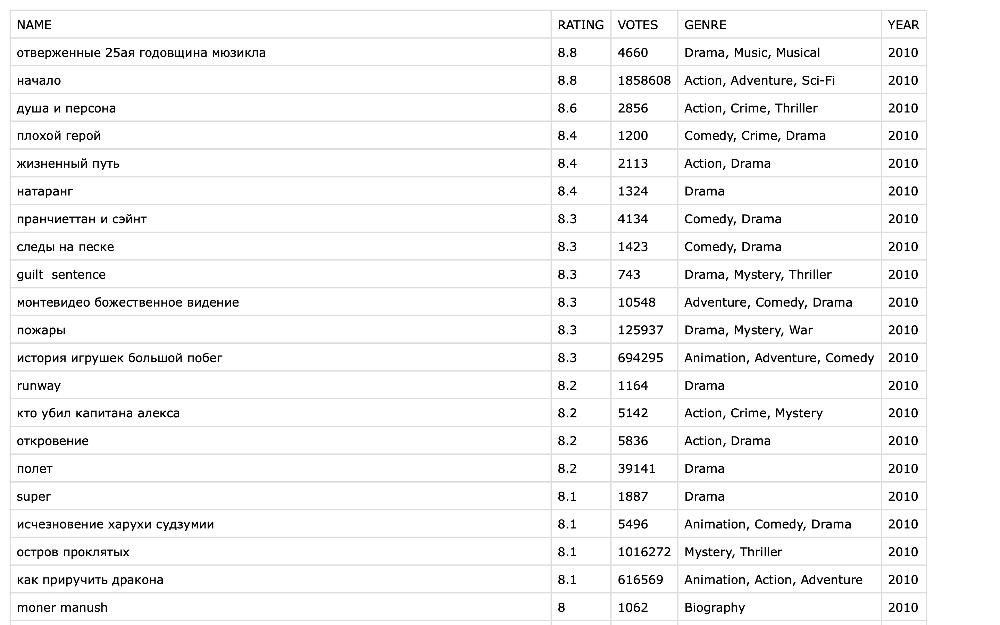 NAME RATING VOTES GENRE YEAR
отверженные 25ая годовщина мюзикла 8.8 4660 Drama, Music, Musical 2010
начало 8.8 1858608 Action, Adventure, Sci-Fi 2010
душа и персона 8.6 2856 Action, Crime, Thriller 2010
плохой герой 8.4 1200 Comedy, Crime, Drama 2010
жизненный путь 8.4 2113 Action, Drama 2010
натаранг 8.4 1324 Drama 2010
пранчиеттан и сэйнт 8.3 4134 Comedy, Drama 2010
следы на песке 8.3 1423 Comedy, Drama 2010
guilt  sentence 8.3 743 Drama, Mystery, Thriller 2010
монтевидео божественное видение 8.3 10548 Adventure, Comedy, Drama 2010
пожары 8.3 125937 Drama, Mystery, War 2010
история игрушек большой побег 8.3 694295 Animation, Adventure, Comedy 2010
runway 8.2 1164 Drama 2010
кто убил капитана алекса 8.2 5142 Action, Crime, Mystery 2010
откровение 8.2 5836 Action, Drama 2010
полет 8.2 39141 Drama 2010
super 8.1 1887 Drama 2010
исчезновение харухи судзумии 8.1 5496 Animation, Comedy, Drama 2010
остров проклятых 8.1 1016272 Mystery, Thriller 2010
как приручить дракона 8.1 616569 Animation, Action, Adventure 2010
moner manush 8 1062 Biography 2010